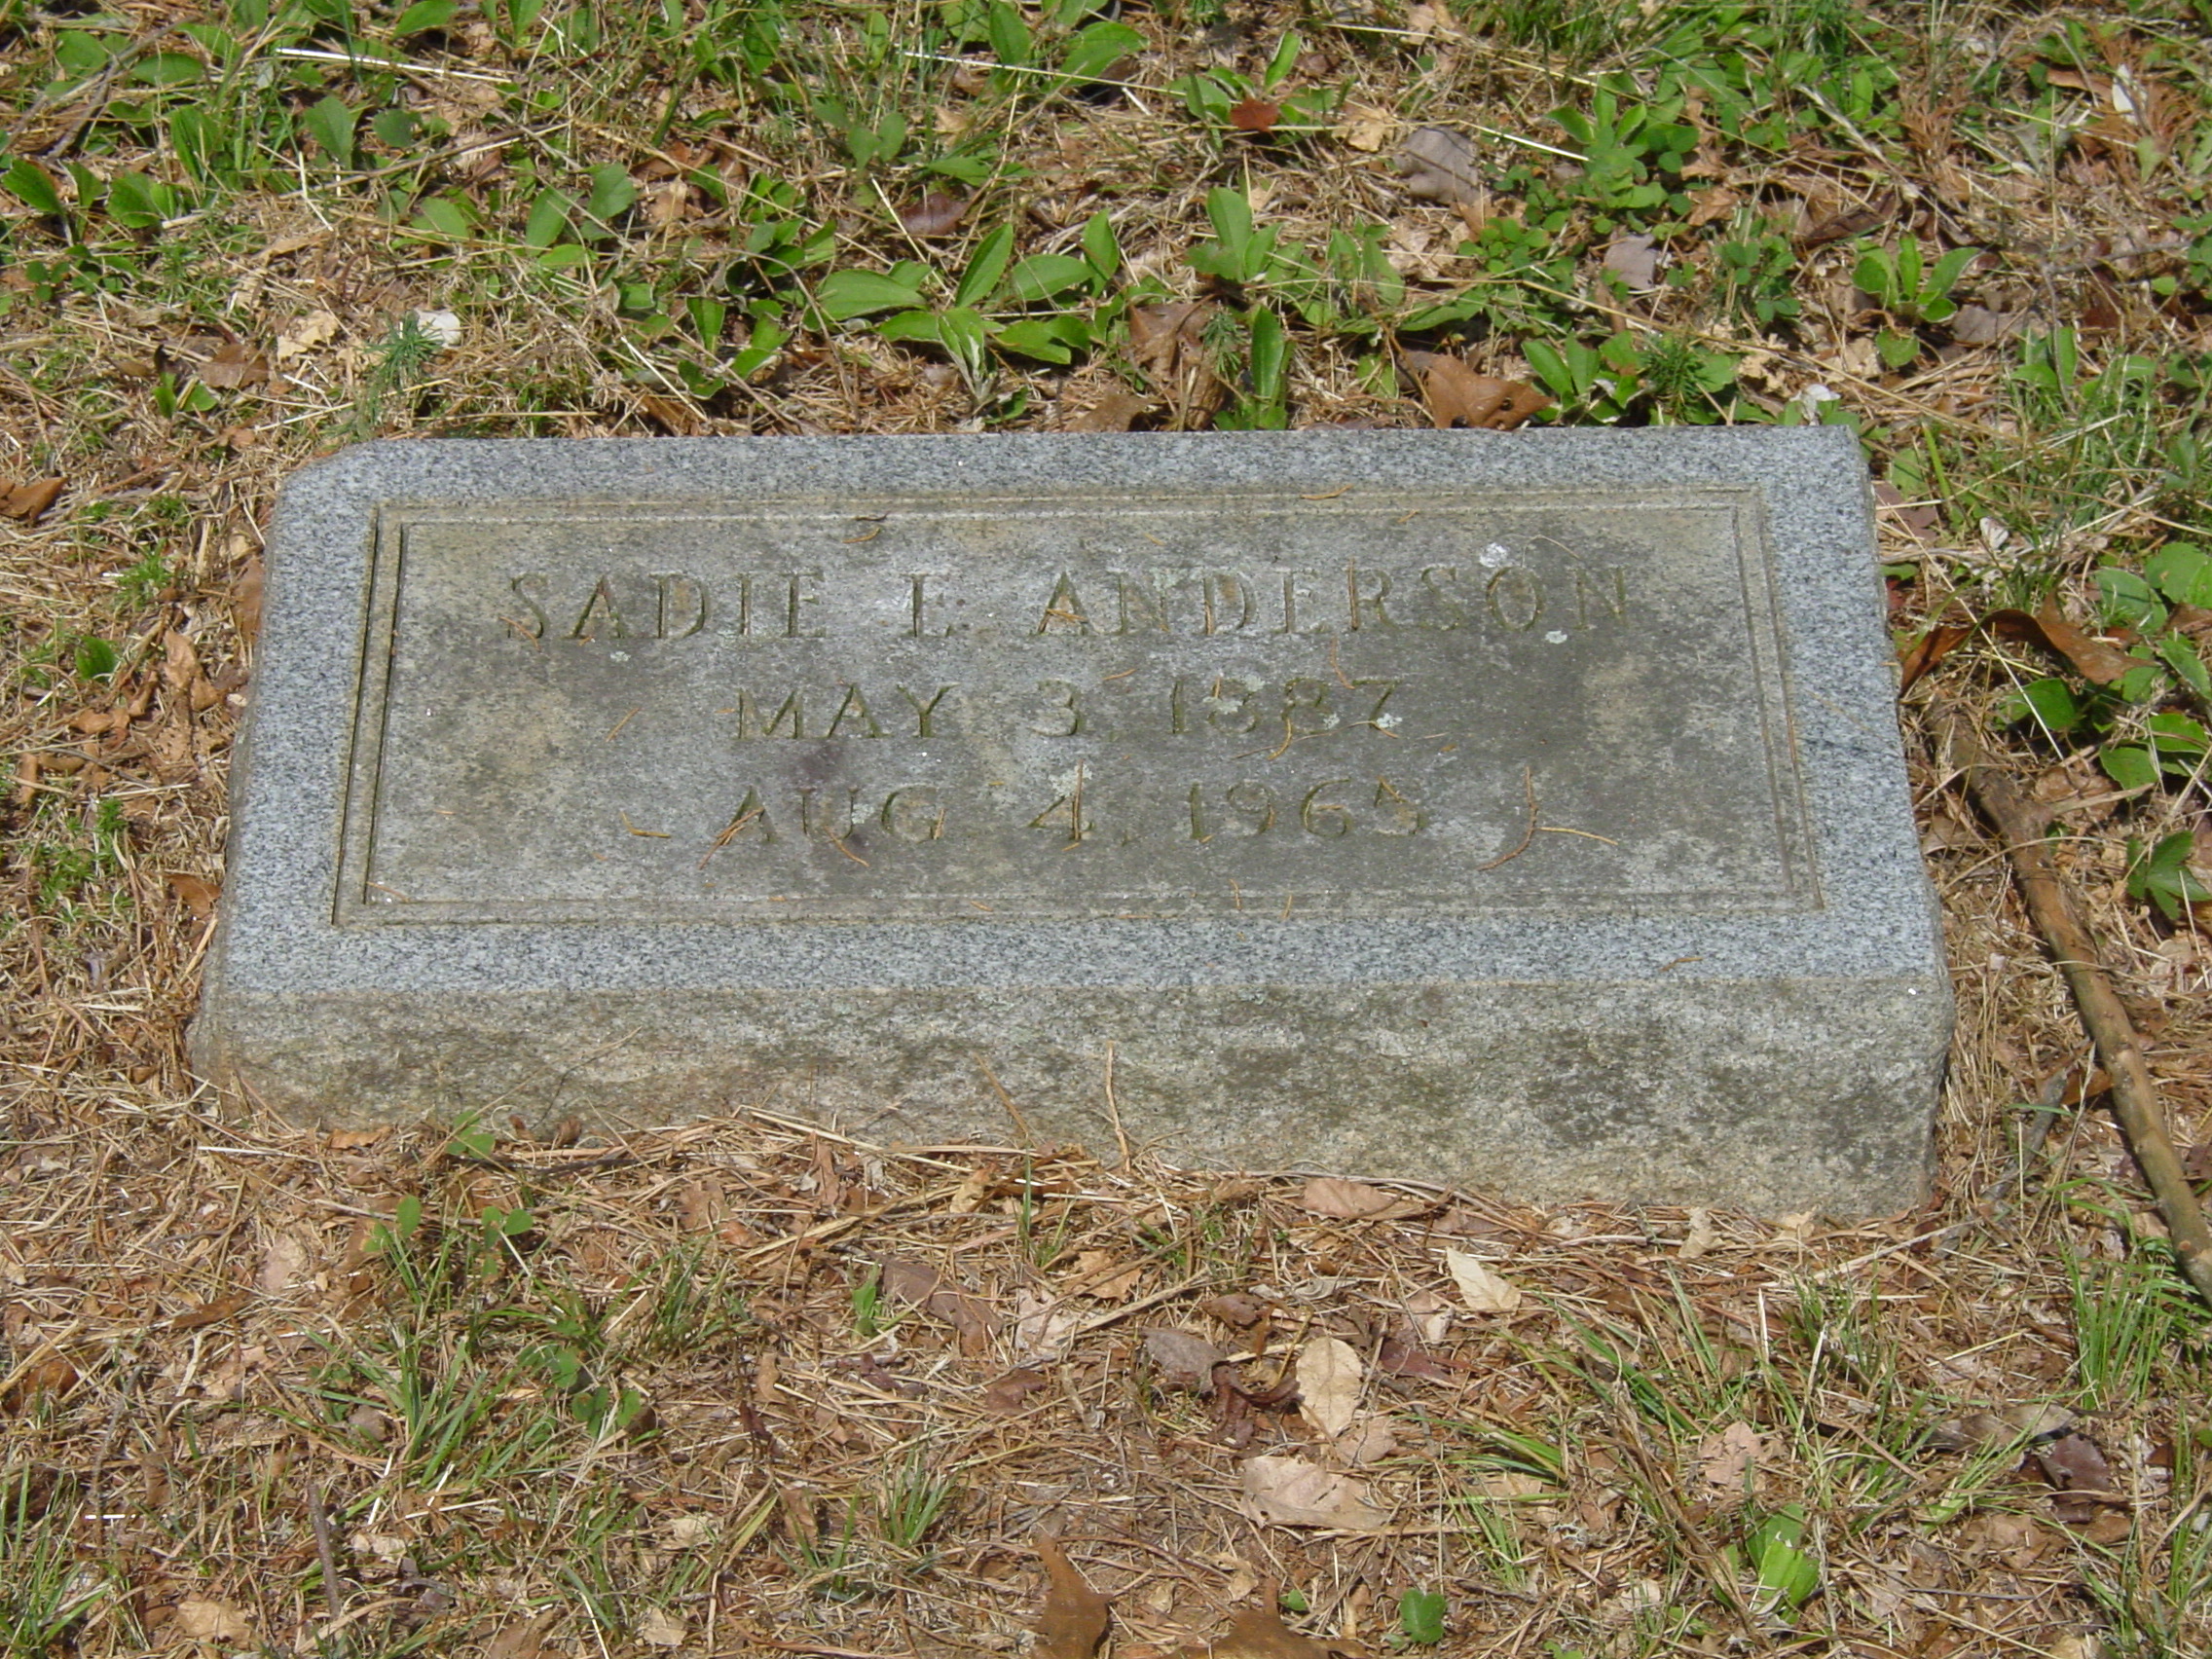 SADIE E ANDERSON
MAY 3, 1887
AUG 4, 1965